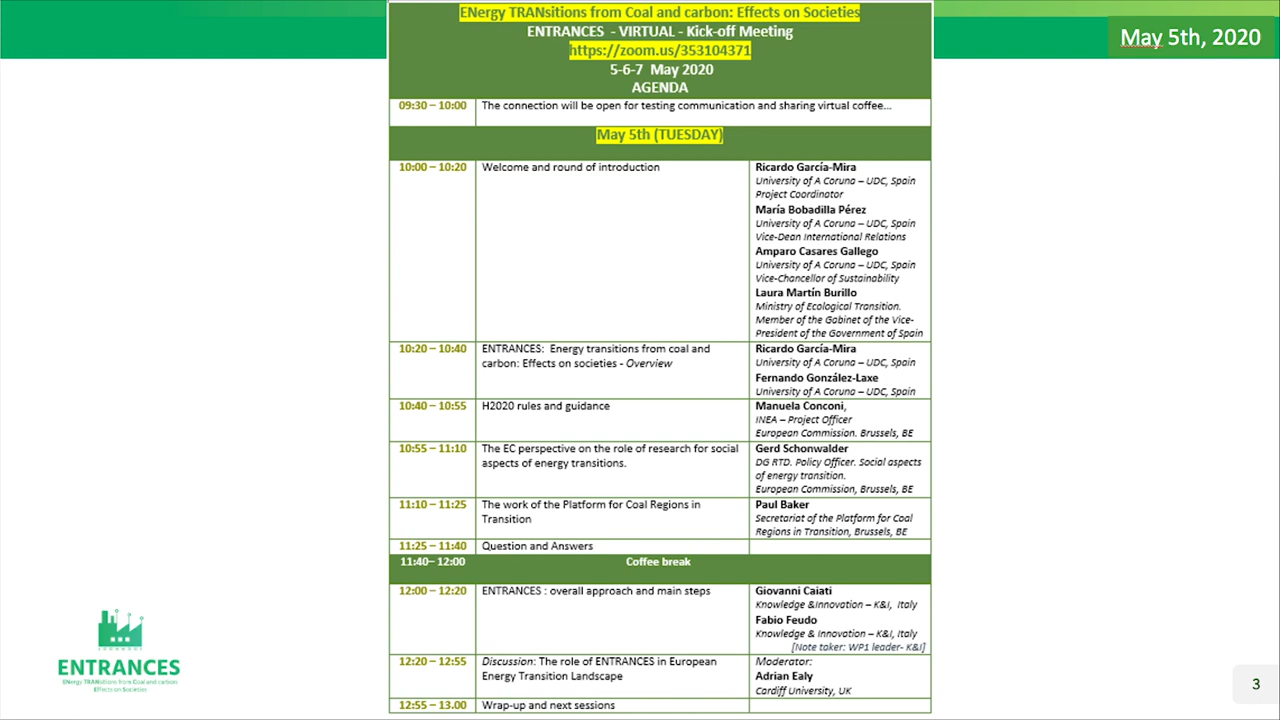 ENergy TRANsitions from Coal and carbon: Effects on Societies
ENTRANCES - VIRTUAL - Kick-off Meeting
https://zoom.us/353104371
5-6-7 May 2020
AGENDA
May 5th, 2020
09:30 – 10:00 The connection will be open for testing communication and sharing virtual coffee...
May 5th (TUESDAY)
10:00 – 10:20 Welcome and round of introduction Ricardo García-Mira
University of A Coruna – UDC, Spain
Project Coordinator
María Bobadilla Pérez
University of A Coruna – UDC, Spain
Vice-Dean International Relations
Amparo Casares Gallego
University of A Coruna – UDC, Spain
Vice-Chancellor of Sustainability
Laura Martín Burillo
Ministry of Ecological Transition.
Member of the Gabinet of the Vice-
President of the Government of Spain
10:20 – 10:40 ENTRANCES: Energy transitions from coal and Ricardo García-Mira
carbon: Effects on societies - Overview University of A Coruna – UDC, Spain
Fernando González-Laxe
University of A Coruna – UDC, Spain
10:40 – 10:55 H2020 rules and guidance Manuela Conconi,
INEA – Project Officer
European Commission. Brussels, BE
10:55 – 11:10 The EC perspective on the role of research for social Gerd Schonwalder
aspects of energy transitions. DG RTD. Policy Officer. Social aspects
of energy transition.
European Commission, Brussels, BE
11:10 – 11:25 The work of the Platform for Coal Regions in Paul Baker
Transition Secretariat of the Platform for Coal
Regions in Transition, Brussels, BE
11:25 – 11:40 Question and Answers
11:40– 12:00 Coffee break
12:00 – 12:20 ENTRANCES : overall approach and main steps Giovanni Caiati
Knowledge &Innovation – K&I, Italy
Fabio Feudo
Knowledge & Innovation – K&I, Italy
[Note taker: WP1 leader- K&I]
12:20 – 12:55 Discussion: The role of ENTRANCES in European Moderator:
Energy Transition Landscape Adrian Ealy
Cardiff University, UK
12:55 – 13.00 Wrap-up and next sessions
ENTRANCES
ENergy TRANsitions from Coal and carbon:
Effects on Societies
3